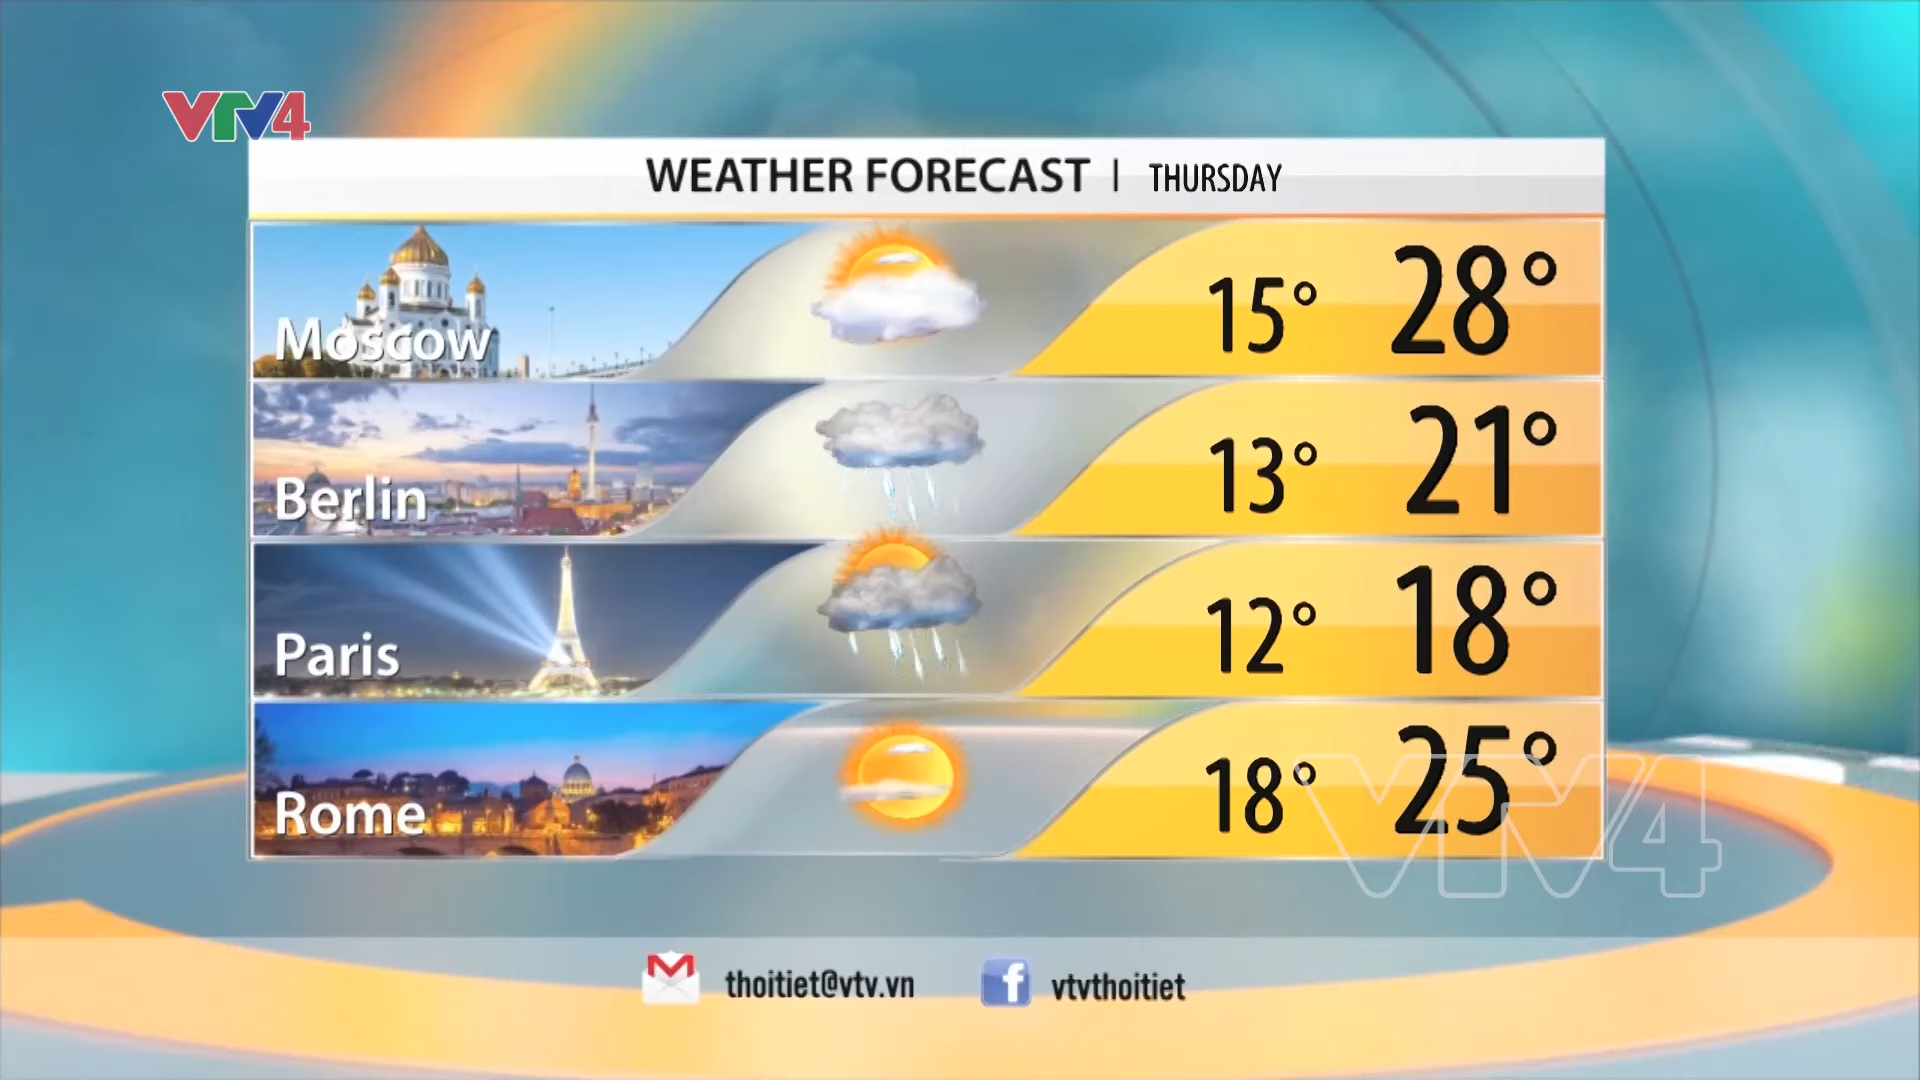 VTV4
WEATHER FORECAST | THURSDAY
Moscow 15° 28°
Berlin 13° 21°
Paris 12° 18°
Rome 18° 25°
VTV4
thoitiet@vtv.vn vtvthoitiet